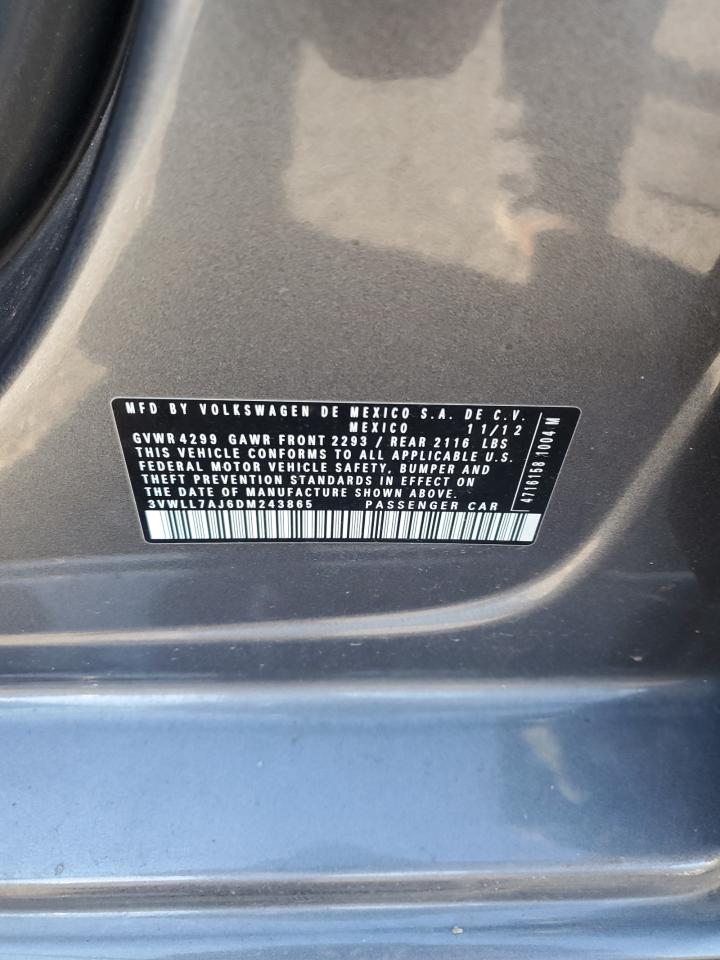 MFD BY VOLKSWAGEN DE MEXICO S.A. DE C.V.
MEXICO 11/12
GVWR 4299 GAWR FRONT 2293 / REAR 2116 LBS
THIS VEHICLE CONFORMS TO ALL APPLICABLE U.S.
FEDERAL MOTOR VEHICLE SAFETY, BUMPER AND
THEFT PREVENTION STANDARDS IN EFFECT ON
THE DATE OF MANUFACTURE SHOWN ABOVE.
3VWLL7AJ6DM243865 PASSENGER CAR
4716158 1004 M